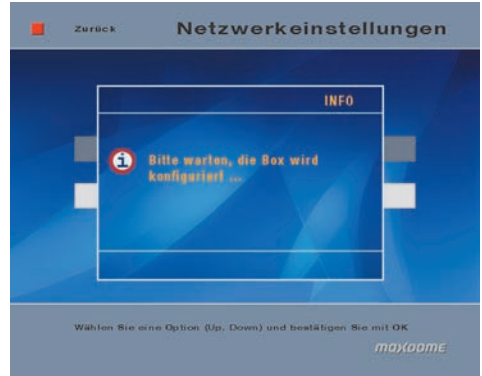 Zurück
Netzwerkeinstellungen
INFO
Bitte warten, die Box wird
konfiguriert ...
Wählen Sie eine Option (Up, Down) und bestätigen Sie mit OK
maxdome